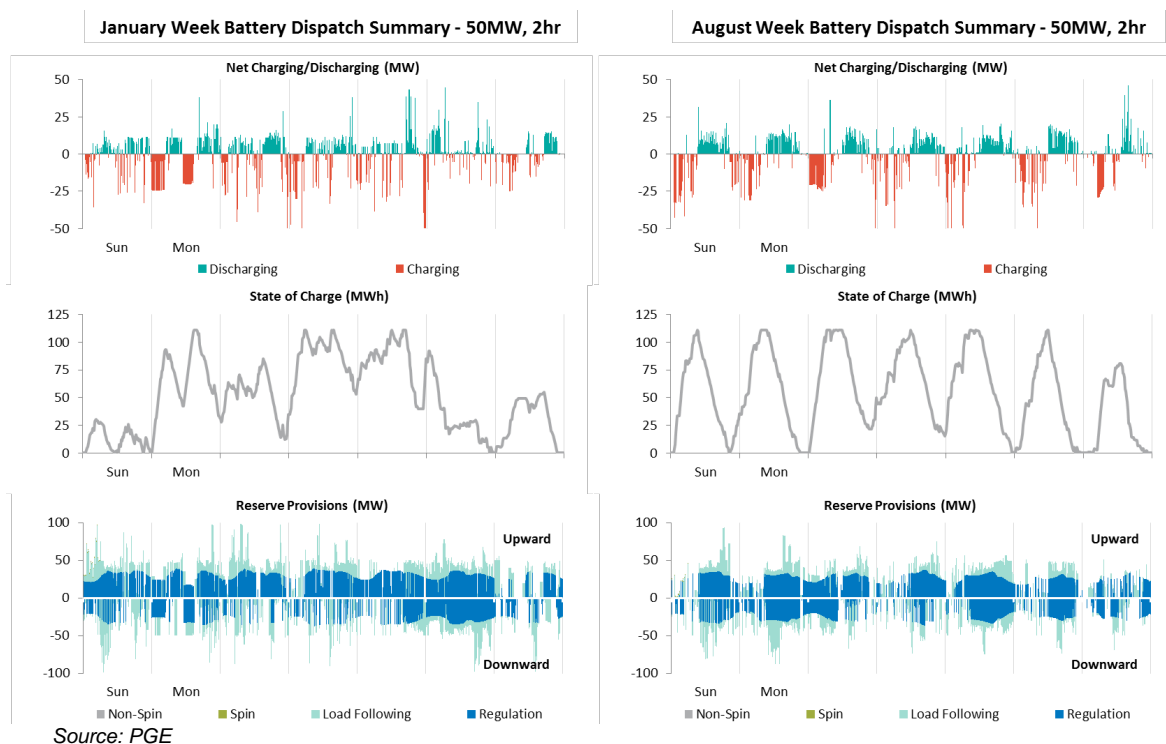 January Week Battery Dispatch Summary - 50MW, 2hr
Net Charging/Discharging (MW)
50
25
0
-25
-50
Sun Mon
Discharging Charging
State of Charge (MWh)
125
100
75
50
25
0
Sun Mon
Reserve Provisions (MW)
100
50
0
-50
-100
Upward
Downward
Sun Mon
Non-Spin Spin Load Following Regulation
August Week Battery Dispatch Summary - 50MW, 2hr
Net Charging/Discharging (MW)
50
25
0
-25
-50
Sun Mon
Discharging Charging
State of Charge (MWh)
125
100
75
50
25
0
Sun Mon
Reserve Provisions (MW)
100
50
0
-50
-100
Upward
Downward
Sun Mon
Non-Spin Spin Load Following Regulation
Source: PGE